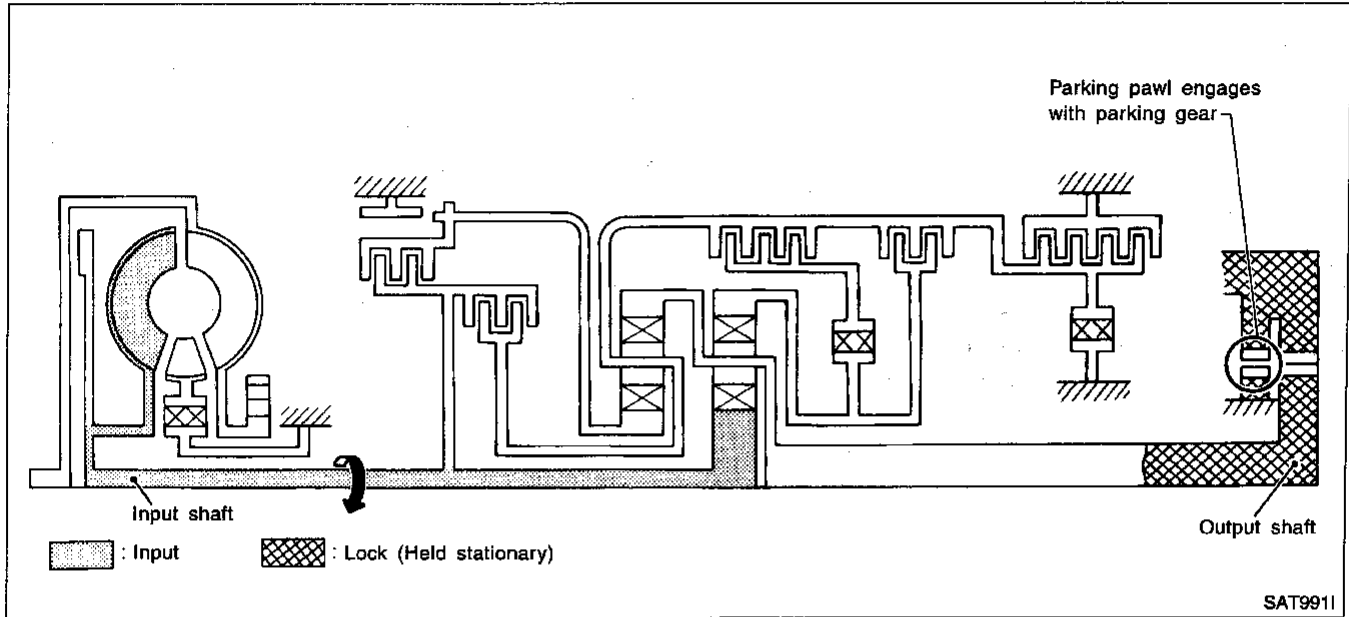 Parking pawl engages
with parking gear
Input shaft
Output shaft
: Input
: Lock (Held stationary)
SAT991I